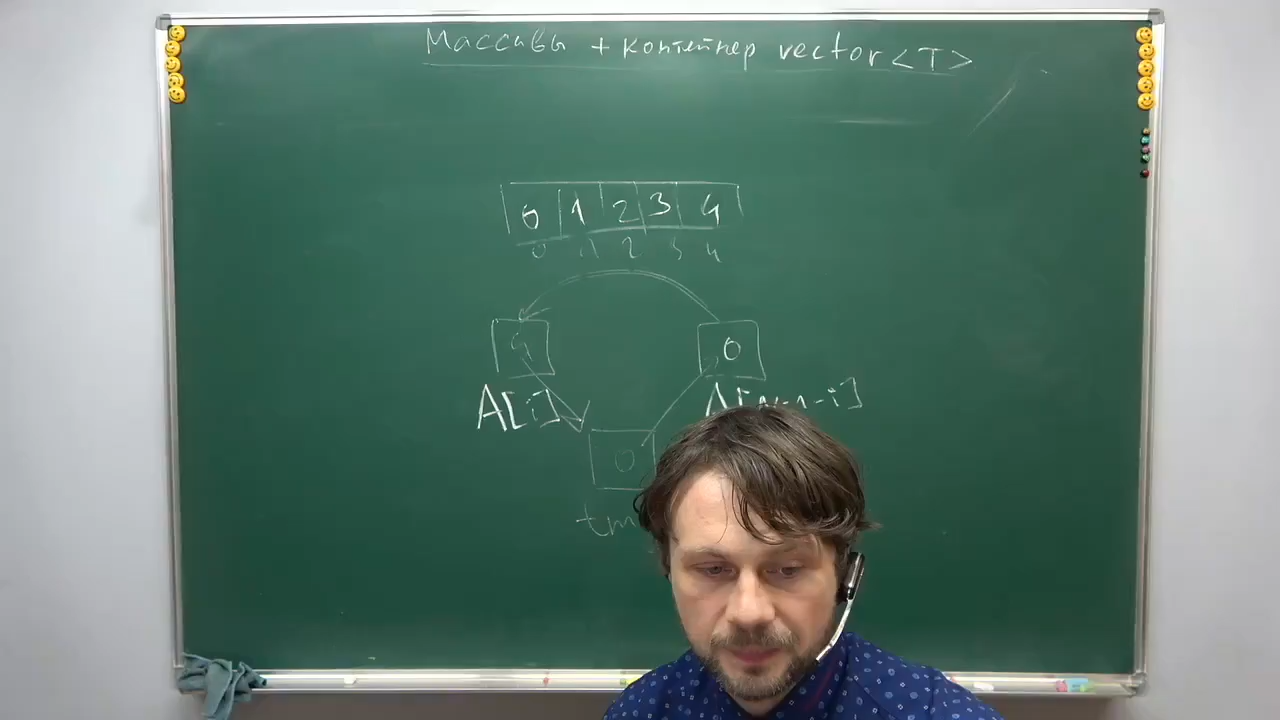 Массивы + контейнер vector<T>
0 1 2 3 4
0 1 2 3 4
4 0
A[i]
0